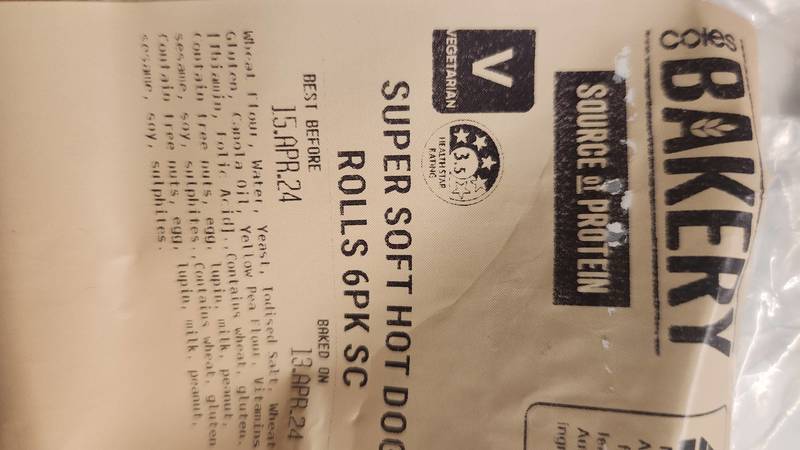 coles
BAKERY
SOURCE OF PROTEIN
V
VEGETARIAN
3.5
HEALTH STAR
RATING
SUPER SOFT HOT DOG
ROLLS 6PK SC
BEST BEFORE
15.APR.24
BAKED ON
13.APR.24
Wheat Flour, Water, Yeast, Iodised Salt, Wheat
Gluten, Canola Oil, Yellow Pea Flour, Vitamins
(Thiamin, Folic Acid)., Contains wheat, gluten.
Contain tree nuts, egg, lupin, milk, peanut,
sesame, soy, sulphites., Contains wheat, gluten
Contain tree nuts, egg, lupin, milk, peanut,
sesame, soy, sulphites.